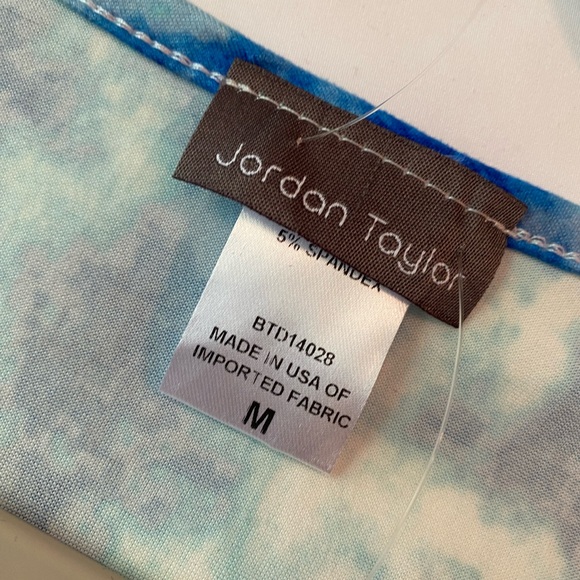 Jordan Taylor
5% SPANDEX
BTD14028
MADE IN USA OF
IMPORTED FABRIC
M